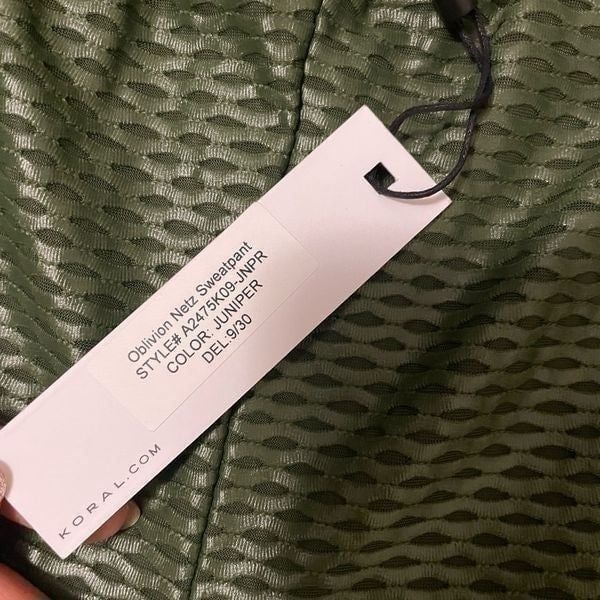 Oblivion Netz Sweatpant
STYLE# A2475K09-JNPR
COLOR: JUNIPER
DEL.9/30
KORAL.COM